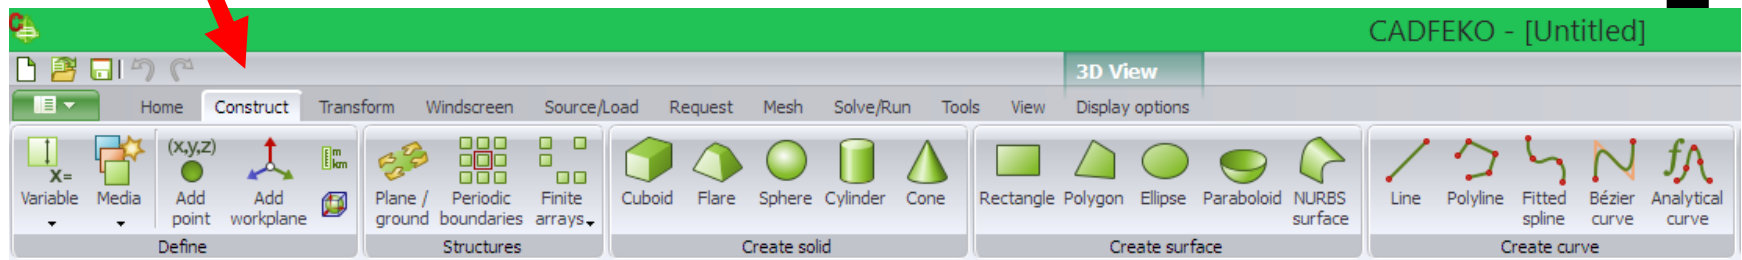 CADFEKO - [Untitled]
3D View
Home Construct Transform Windscreen Source/Load Request Mesh Solve/Run Tools View Display options
(x,y,z) m
X= km
Variable Media Add Add Plane / Periodic Finite Cuboid Flare Sphere Cylinder Cone Rectangle Polygon Ellipse Paraboloid NURBS Line Polyline Fitted Bézier Analytical
point workplane ground boundaries arrays surface spline curve curve
Define Structures Create solid Create surface Create curve